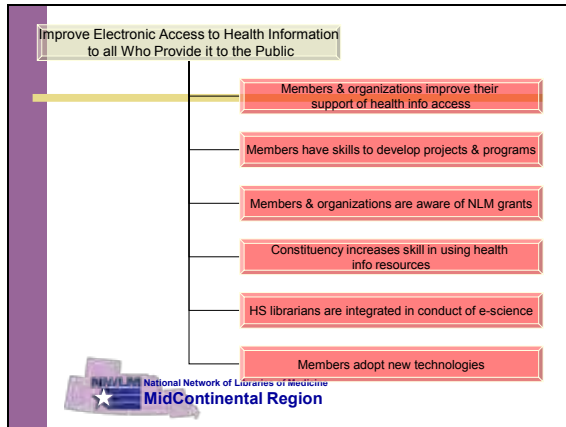 Improve Electronic Access to Health Information
to all Who Provide it to the Public
Members & organizations improve their
support of health info access
Members have skills to develop projects & programs
Members & organizations are aware of NLM grants
Constituency increases skill in using health
info resources
HS librarians are integrated in conduct of e-science
Members adopt new technologies
NN/LM
National Network of Libraries of Medicine
MidContinental Region